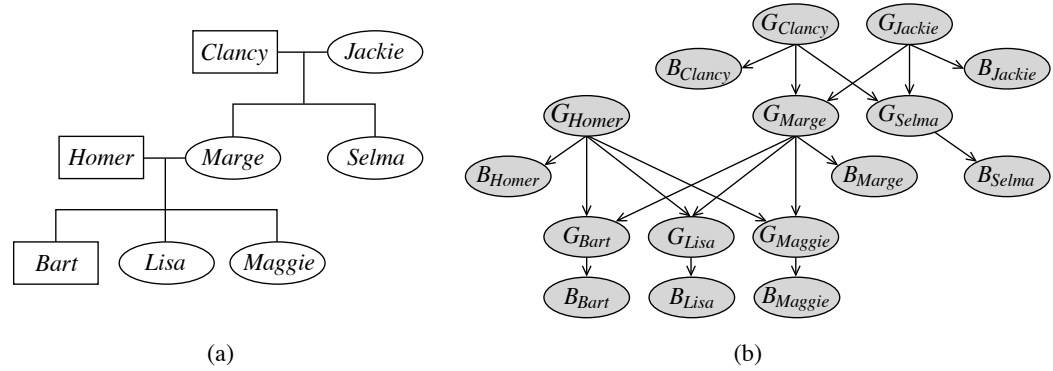 Clancy Jackie
Homer Marge Selma
Bart Lisa Maggie
(a)
G_Clancy G_Jackie
B_Clancy B_Jackie
G_Homer G_Marge G_Selma
B_Homer B_Marge B_Selma
G_Bart G_Lisa G_Maggie
B_Bart B_Lisa B_Maggie
(b)